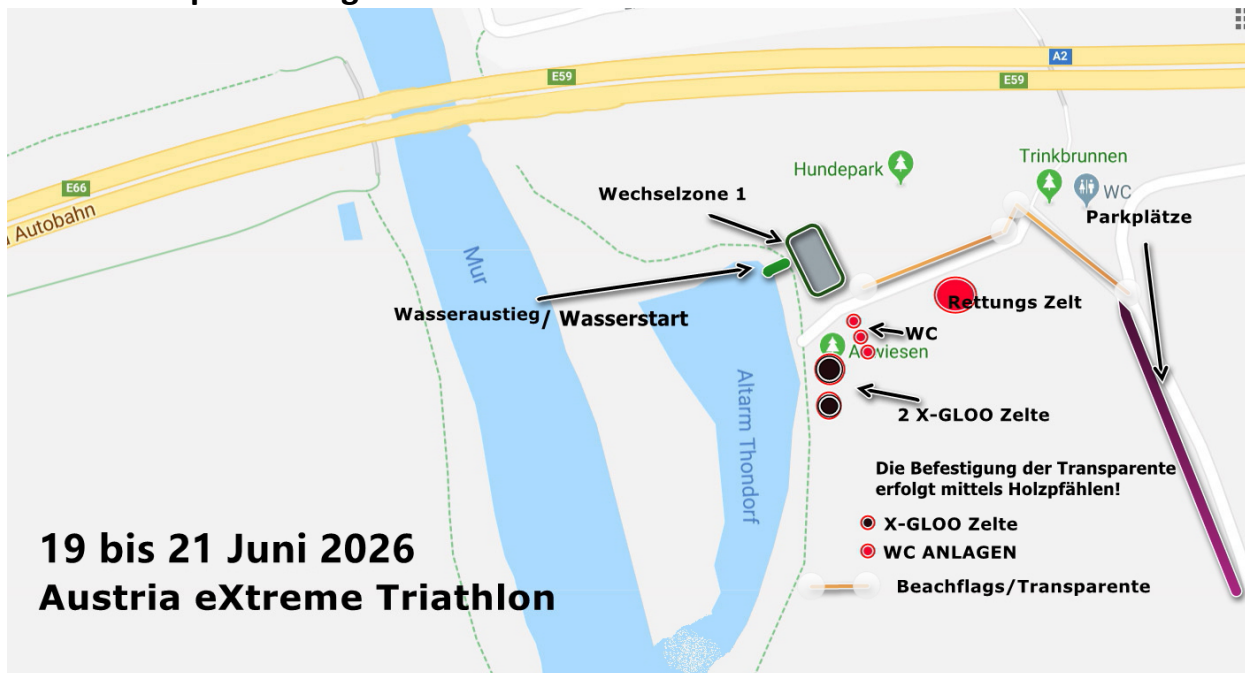 E59
A2
E59
Hundepark
Trinkbrunnen
WC
E66
Autobahn
Wechselzone 1
Parkplätze
Mur
Wasseraustieg/ Wasserstart
Rettungs Zelt
WC
Altarm Thondorf
2 X-GLOO Zelte
Die Befestigung der Transparente
erfolgt mittels Holzpfählen!
X-GLOO Zelte
WC ANLAGEN
Beachflags/Transparente
19 bis 21 Juni 2026
Austria eXtreme Triathlon